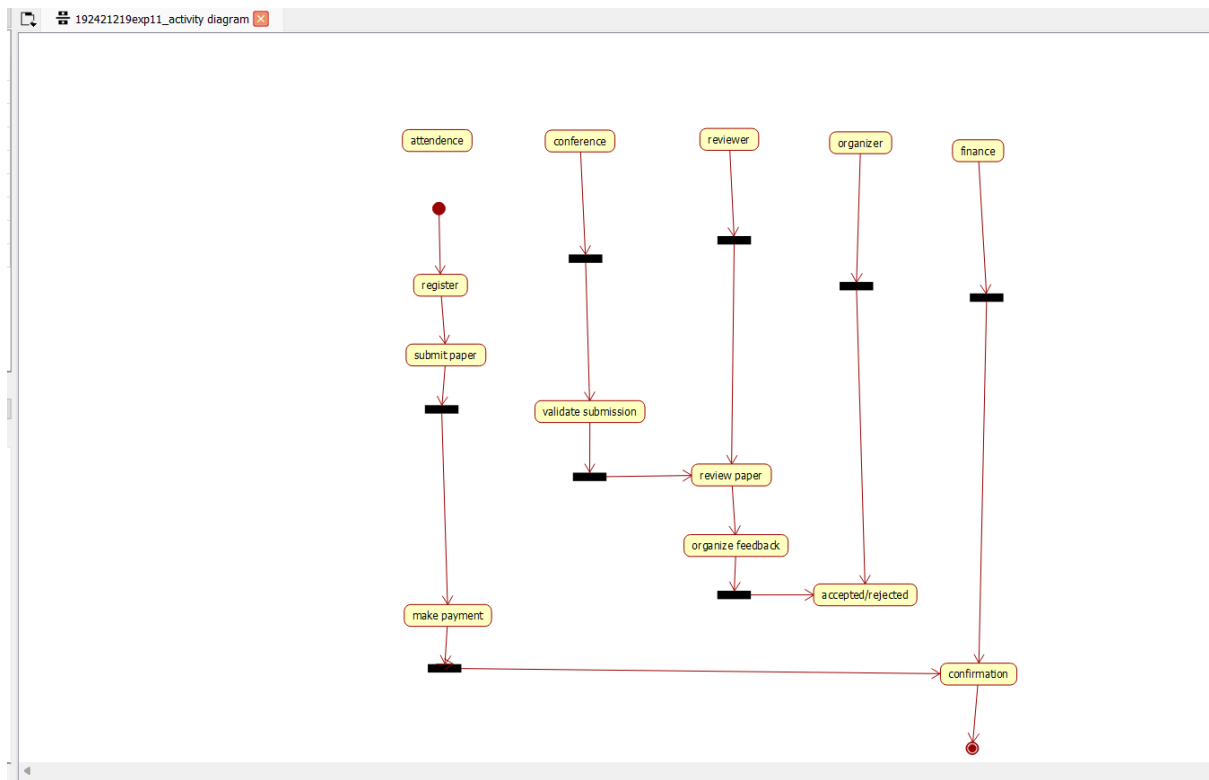 192421219exp11_activity diagram
attendence
conference
reviewer
organizer
finance
register
submit paper
validate submission
review paper
organize feedback
accepted/rejected
make payment
confirmation